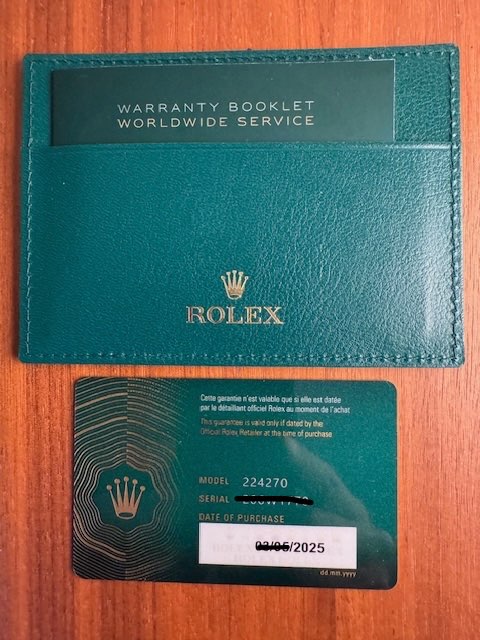 WARRANTY BOOKLET
WORLDWIDE SERVICE
ROLEX
Cette garantie n'est valable que si elle est datée
par le détaillant officiel Rolex au moment de l'achat
This guarantee is valid only if dated by the
Official Rolex Retailer at the time of purchase
MODEL 224270
SERIAL
DATE OF PURCHASE
/2025
dd.mm.yyyy